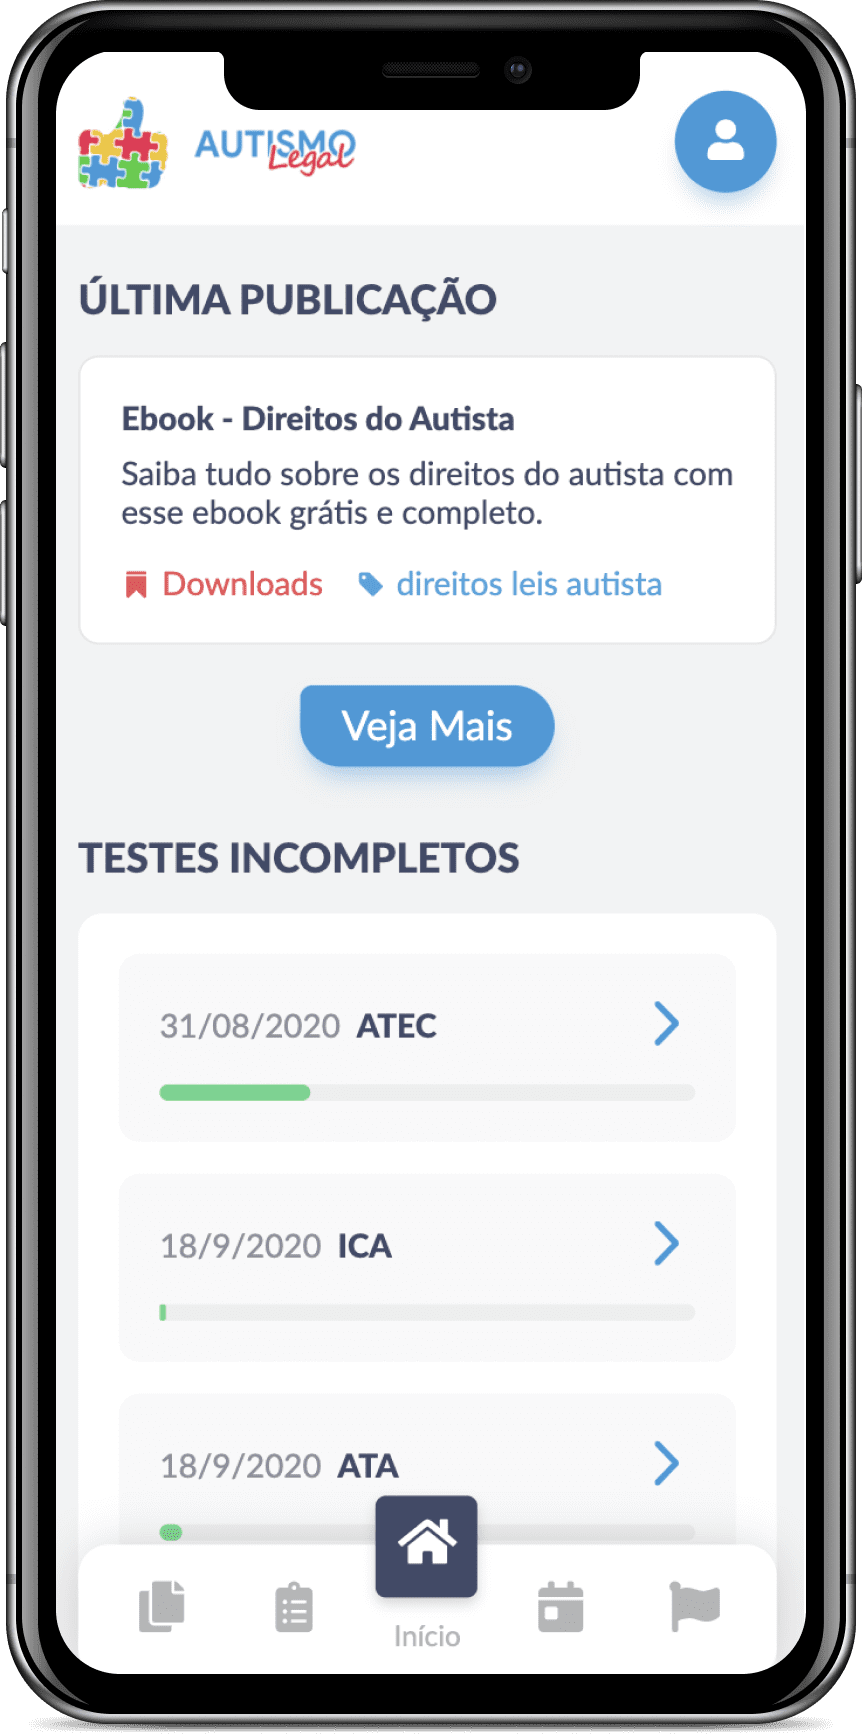 AUTISMO
Legal
ÚLTIMA PUBLICAÇÃO
Ebook - Direitos do Autista
Saiba tudo sobre os direitos do autista com
esse ebook grátis e completo.
Downloads direitos leis autista
Veja Mais
TESTES INCOMPLETOS
31/08/2020 ATEC
18/9/2020 ICA
18/9/2020 ATA
Início